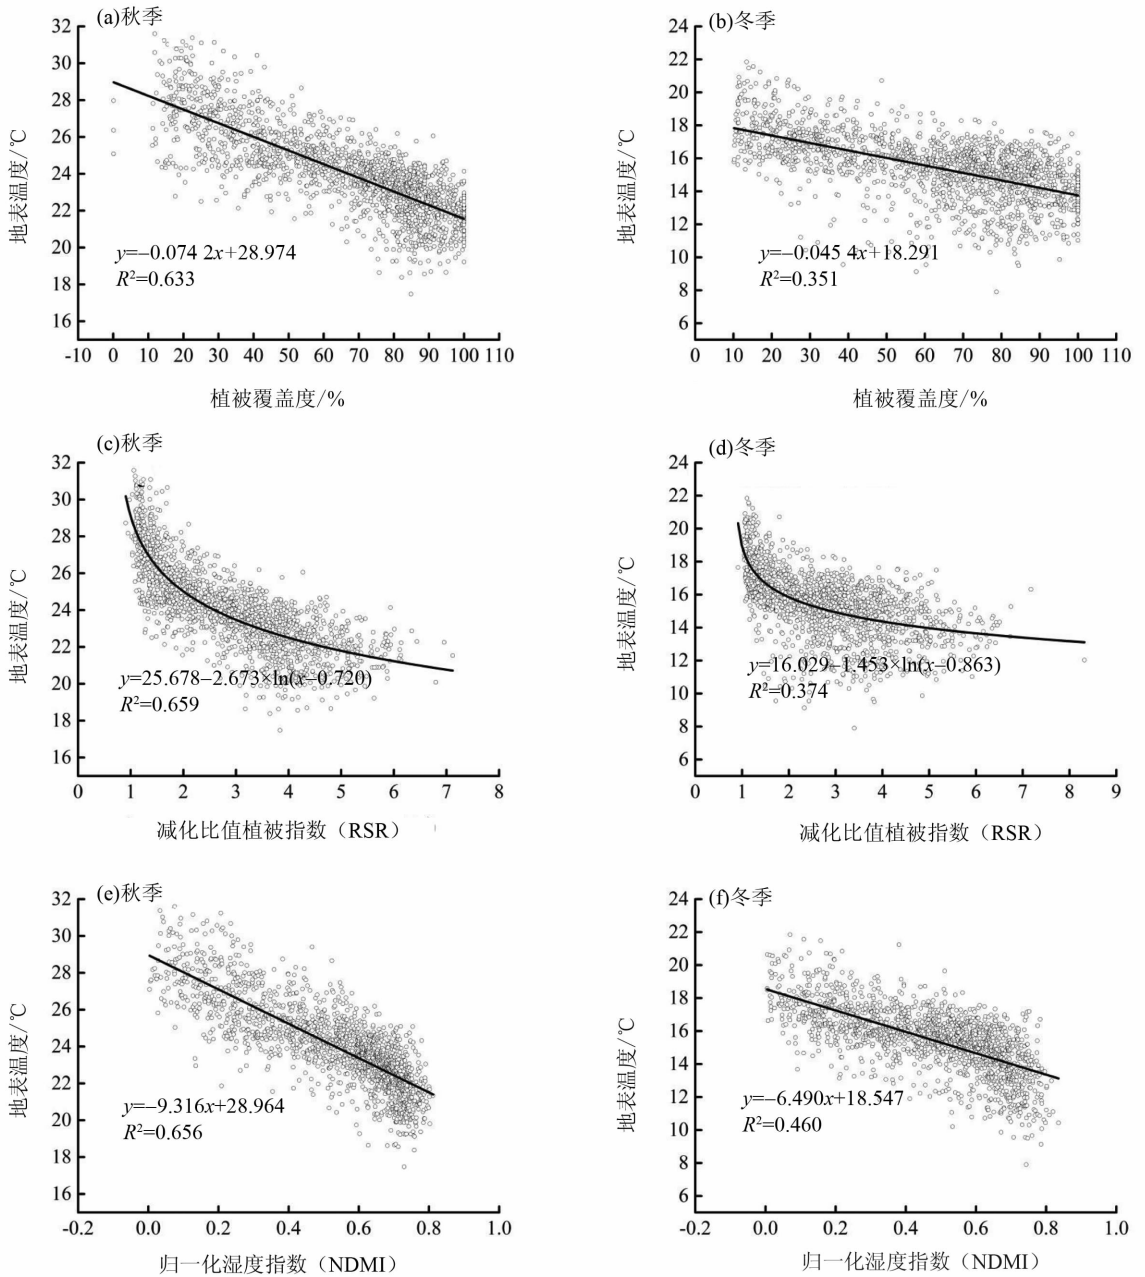 (a)秋季
32
30
28
26
24
22
20
18
16
地表温度/℃
y=−0.074 2x+28.974
R²=0.633
-10 0 10 20 30 40 50 60 70 80 90 100 110
植被覆盖度/%
(b)冬季
24
22
20
18
16
14
12
10
8
6
地表温度/℃
y=−0.045 4x+18.291
R²=0.351
0 10 20 30 40 50 60 70 80 90 100 110
植被覆盖度/%
(c)秋季
32
30
28
26
24
22
20
18
16
地表温度/℃
y=25.678−2.673×ln(x−0.720)
R²=0.659
0 1 2 3 4 5 6 7 8
减化比值植被指数（RSR）
(d)冬季
24
22
20
18
16
14
12
10
8
6
地表温度/℃
y=16.029−1.453×ln(x−0.863)
R²=0.374
0 1 2 3 4 5 6 7 8 9
减化比值植被指数（RSR）
(e)秋季
32
30
28
26
24
22
20
18
16
地表温度/℃
y=−9.316x+28.964
R²=0.656
-0.2 0.0 0.2 0.4 0.6 0.8 1.0
归一化湿度指数（NDMI）
(f)冬季
24
22
20
18
16
14
12
10
8
6
地表温度/℃
y=−6.490x+18.547
R²=0.460
-0.2 0.0 0.2 0.4 0.6 0.8 1.0
归一化湿度指数（NDMI）